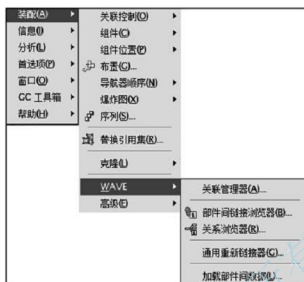 装配(A)
信息(I)
分析(L)
首选项(P)
窗口(O)
GC 工具箱
帮助(H)
关联控制(O)
组件(C)
组件位置(P)
布置(G)...
导航器顺序(N)
爆炸图(X)
序列(S)...
替换引用集(R)...
克隆(L)
WAVE
高级(E)
关联管理器(A)...
部件间链接浏览器(B)...
关系浏览器(R)...
通用重新链接器(G)...
加载部件间数据(L)...